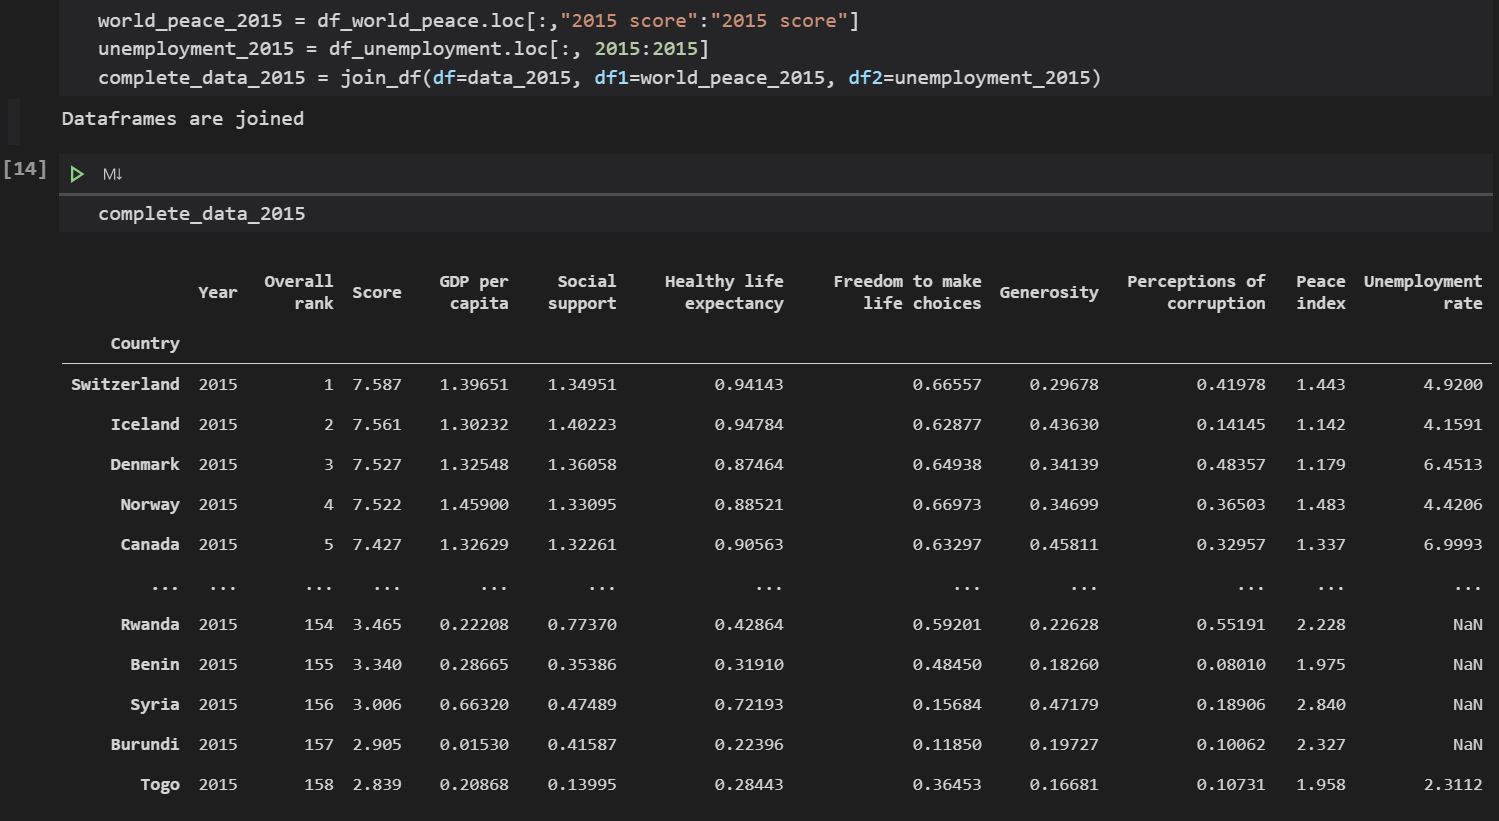 world_peace_2015 = df_world_peace.loc[:,"2015 score":"2015 score"]
unemployment_2015 = df_unemployment.loc[:, 2015:2015]
complete_data_2015 = join_df(df=data_2015, df1=world_peace_2015, df2=unemployment_2015)
Dataframes are joined
[14] M↓
complete_data_2015
Year Overall rank Score GDP per capita Social support Healthy life expectancy Freedom to make life choices Generosity Perceptions of corruption Peace index Unemployment rate
Country
Switzerland 2015 1 7.587 1.39651 1.34951 0.94143 0.66557 0.29678 0.41978 1.443 4.9200
Iceland 2015 2 7.561 1.30232 1.40223 0.94784 0.62877 0.43630 0.14145 1.142 4.1591
Denmark 2015 3 7.527 1.32548 1.36058 0.87464 0.64938 0.34139 0.48357 1.179 6.4513
Norway 2015 4 7.522 1.45900 1.33095 0.88521 0.66973 0.34699 0.36503 1.483 4.4206
Canada 2015 5 7.427 1.32629 1.32261 0.90563 0.63297 0.45811 0.32957 1.337 6.9993
... ... ... ... ... ... ... ... ... ... ... ...
Rwanda 2015 154 3.465 0.22208 0.77370 0.42864 0.59201 0.22628 0.55191 2.228 NaN
Benin 2015 155 3.340 0.28665 0.35386 0.31910 0.48450 0.18260 0.08010 1.975 NaN
Syria 2015 156 3.006 0.66320 0.47489 0.72193 0.15684 0.47179 0.18906 2.840 NaN
Burundi 2015 157 2.905 0.01530 0.41587 0.22396 0.11850 0.19727 0.10062 2.327 NaN
Togo 2015 158 2.839 0.20868 0.13995 0.28443 0.36453 0.16681 0.10731 1.958 2.3112